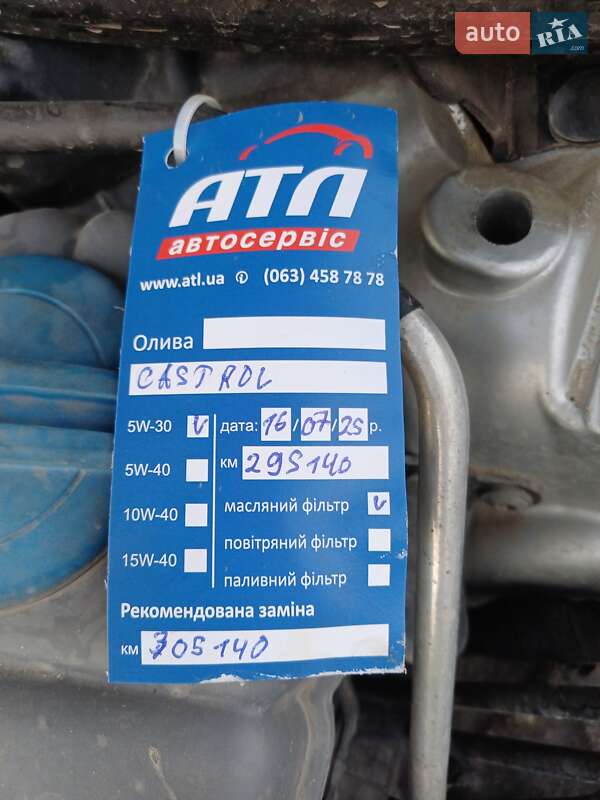 auto RIA.com
АТЛ
автосервіс
www.atl.ua (063) 458 78 78
Олива
CASTROL
5W-30 V дата: 16/07/25 р.
5W-40 км 295140
10W-40 масляний фільтр V
15W-40 повітряний фільтр
паливний фільтр
Рекомендована заміна
км 305140